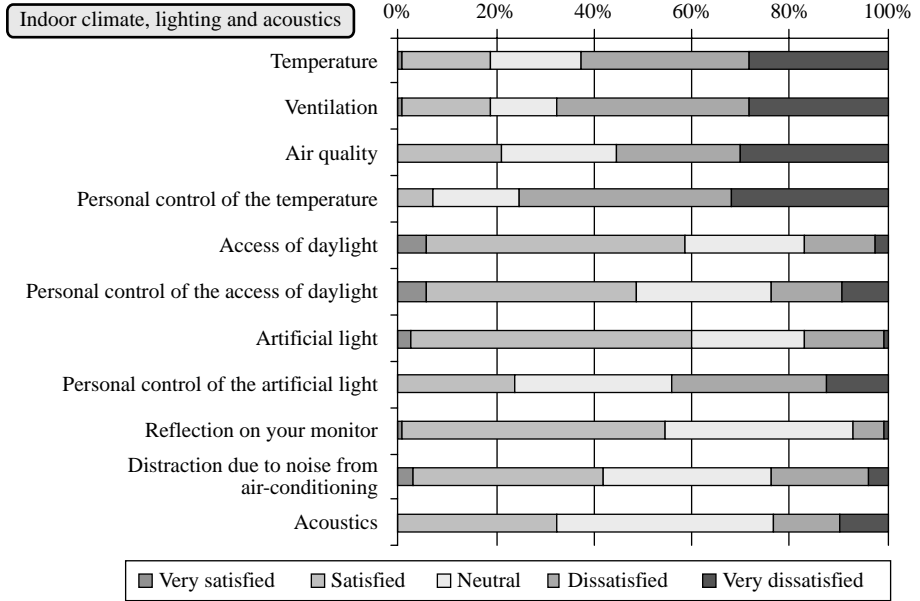 Indoor climate, lighting and acoustics
0% 20% 40% 60% 80% 100%
Temperature
Ventilation
Air quality
Personal control of the temperature
Access of daylight
Personal control of the access of daylight
Artificial light
Personal control of the artificial light
Reflection on your monitor
Distraction due to noise from
air-conditioning
Acoustics
Very satisfied Satisfied Neutral Dissatisfied Very dissatisfied